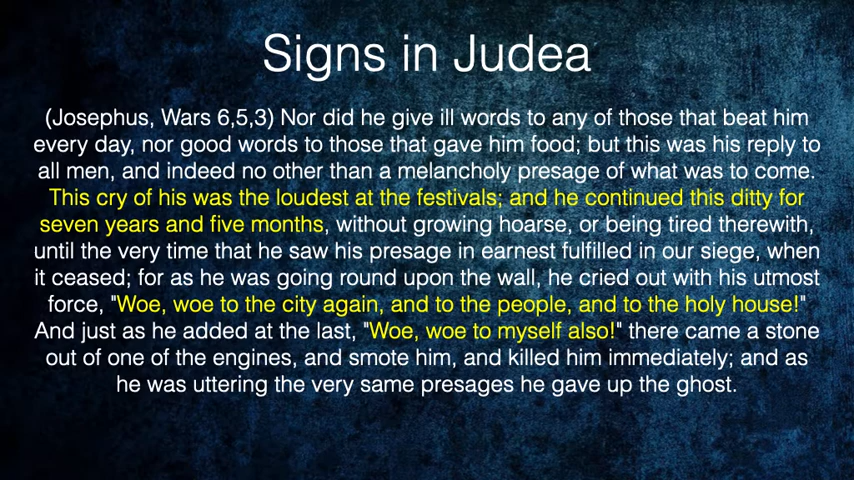 Signs in Judea
(Josephus, Wars 6,5,3) Nor did he give ill words to any of those that beat him
every day, nor good words to those that gave him food; but this was his reply to
all men, and indeed no other than a melancholy presage of what was to come.
This cry of his was the loudest at the festivals; and he continued this ditty for
seven years and five months, without growing hoarse, or being tired therewith,
until the very time that he saw his presage in earnest fulfilled in our siege, when
it ceased; for as he was going round upon the wall, he cried out with his utmost
force, "Woe, woe to the city again, and to the people, and to the holy house!"
And just as he added at the last, "Woe, woe to myself also!" there came a stone
out of one of the engines, and smote him, and killed him immediately; and as
he was uttering the very same presages he gave up the ghost.